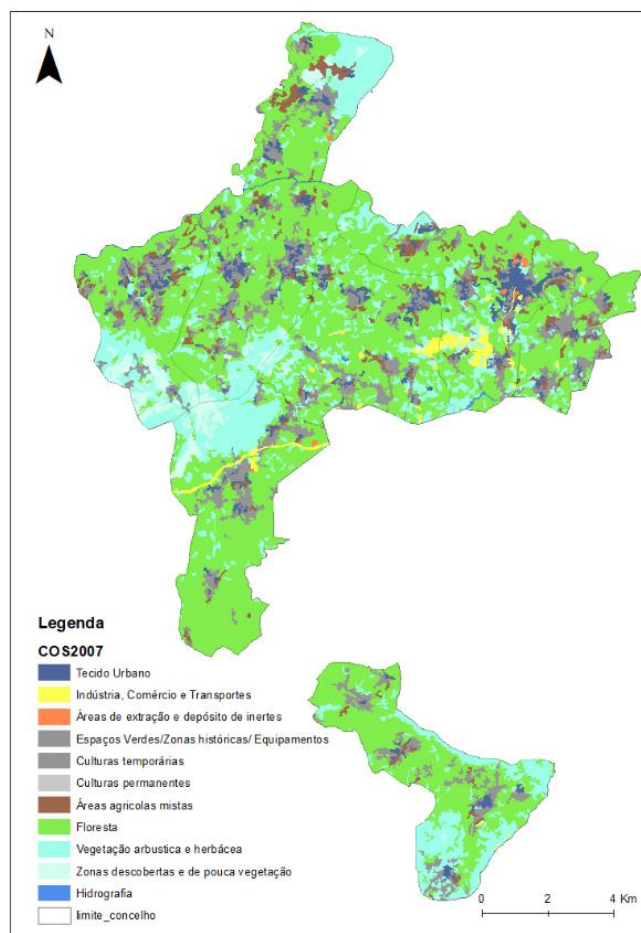 N
Legenda
COS2007
Tecido Urbano
Indústria, Comércio e Transportes
Áreas de extração e depósito de inertes
Espaços Verdes/Zonas históricas/ Equipamentos
Culturas temporárias
Culturas permanentes
Áreas agrícolas mistas
Floresta
Vegetação arbustica e herbácea
Zonas descobertas e de pouca vegetação
Hidrografia
limite_concelho
0 2 4 Km